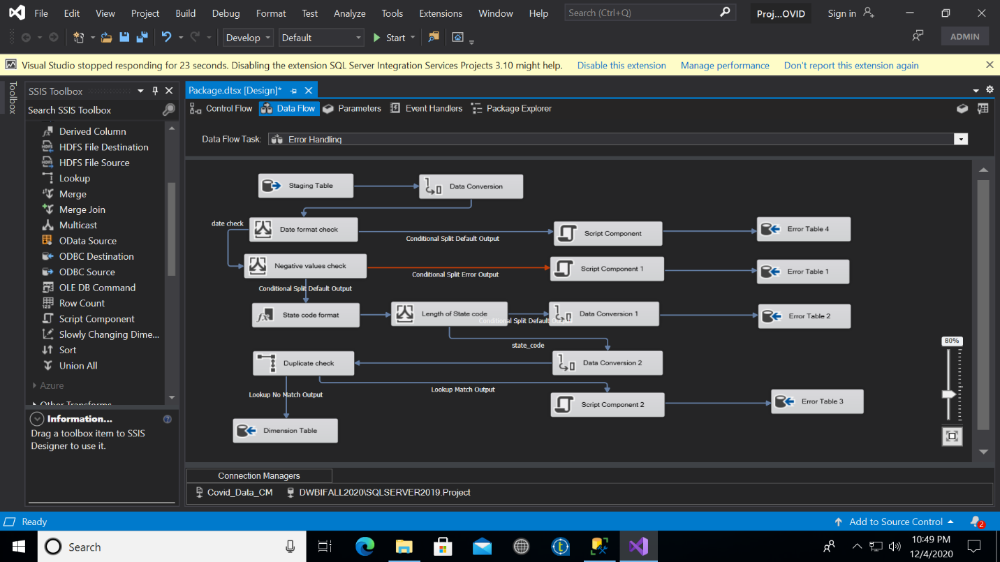 File Edit View Project Build Debug Format Test Analyze Tools Extensions Window Help Search (Ctrl+Q) Proj...OVID Sign in
Develop Default Start ADMIN
Visual Studio stopped responding for 23 seconds. Disabling the extension SQL Server Integration Services Projects 3.10 might help. Disable this extension Manage performance Don't report this extension again
Toolbox
SSIS Toolbox
Search SSIS Toolbox
Derived Column
HDFS File Destination
HDFS File Source
Lookup
Merge
Merge Join
Multicast
OData Source
ODBC Destination
ODBC Source
OLE DB Command
Row Count
Script Component
Slowly Changing Dime...
Sort
Union All
Azure
Other Transforms
Information...
Drag a toolbox item to SSIS
Designer to use it.
Package.dtsx [Design]*
Control Flow Data Flow Parameters Event Handlers Package Explorer
Data Flow Task: Error Handling
Staging Table Data Conversion
date check
Date format check Conditional Split Default Output Script Component Error Table 4
Negative values check Conditional Split Error Output Script Component 1 Error Table 1
Conditional Split Default Output
State code format Length of State code Conditional Split Default Output Data Conversion 1 Error Table 2
state_code
Duplicate check Data Conversion 2
Lookup No Match Output Lookup Match Output
Script Component 2 Error Table 3
Dimension Table
80%
Connection Managers
Covid_Data_CM DWBIFALL2020\SQLSERVER2019.Project
Ready Add to Source Control 2
Search
10:49 PM
12/4/2020